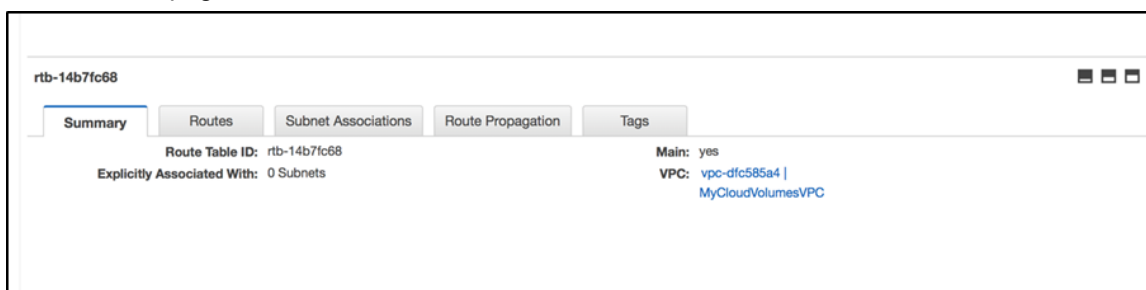 rtb-14b7fc68
Summary Routes Subnet Associations Route Propagation Tags
Route Table ID: rtb-14b7fc68 Main: yes
Explicitly Associated With: 0 Subnets VPC: vpc-dfc585a4 |
MyCloudVolumesVPC